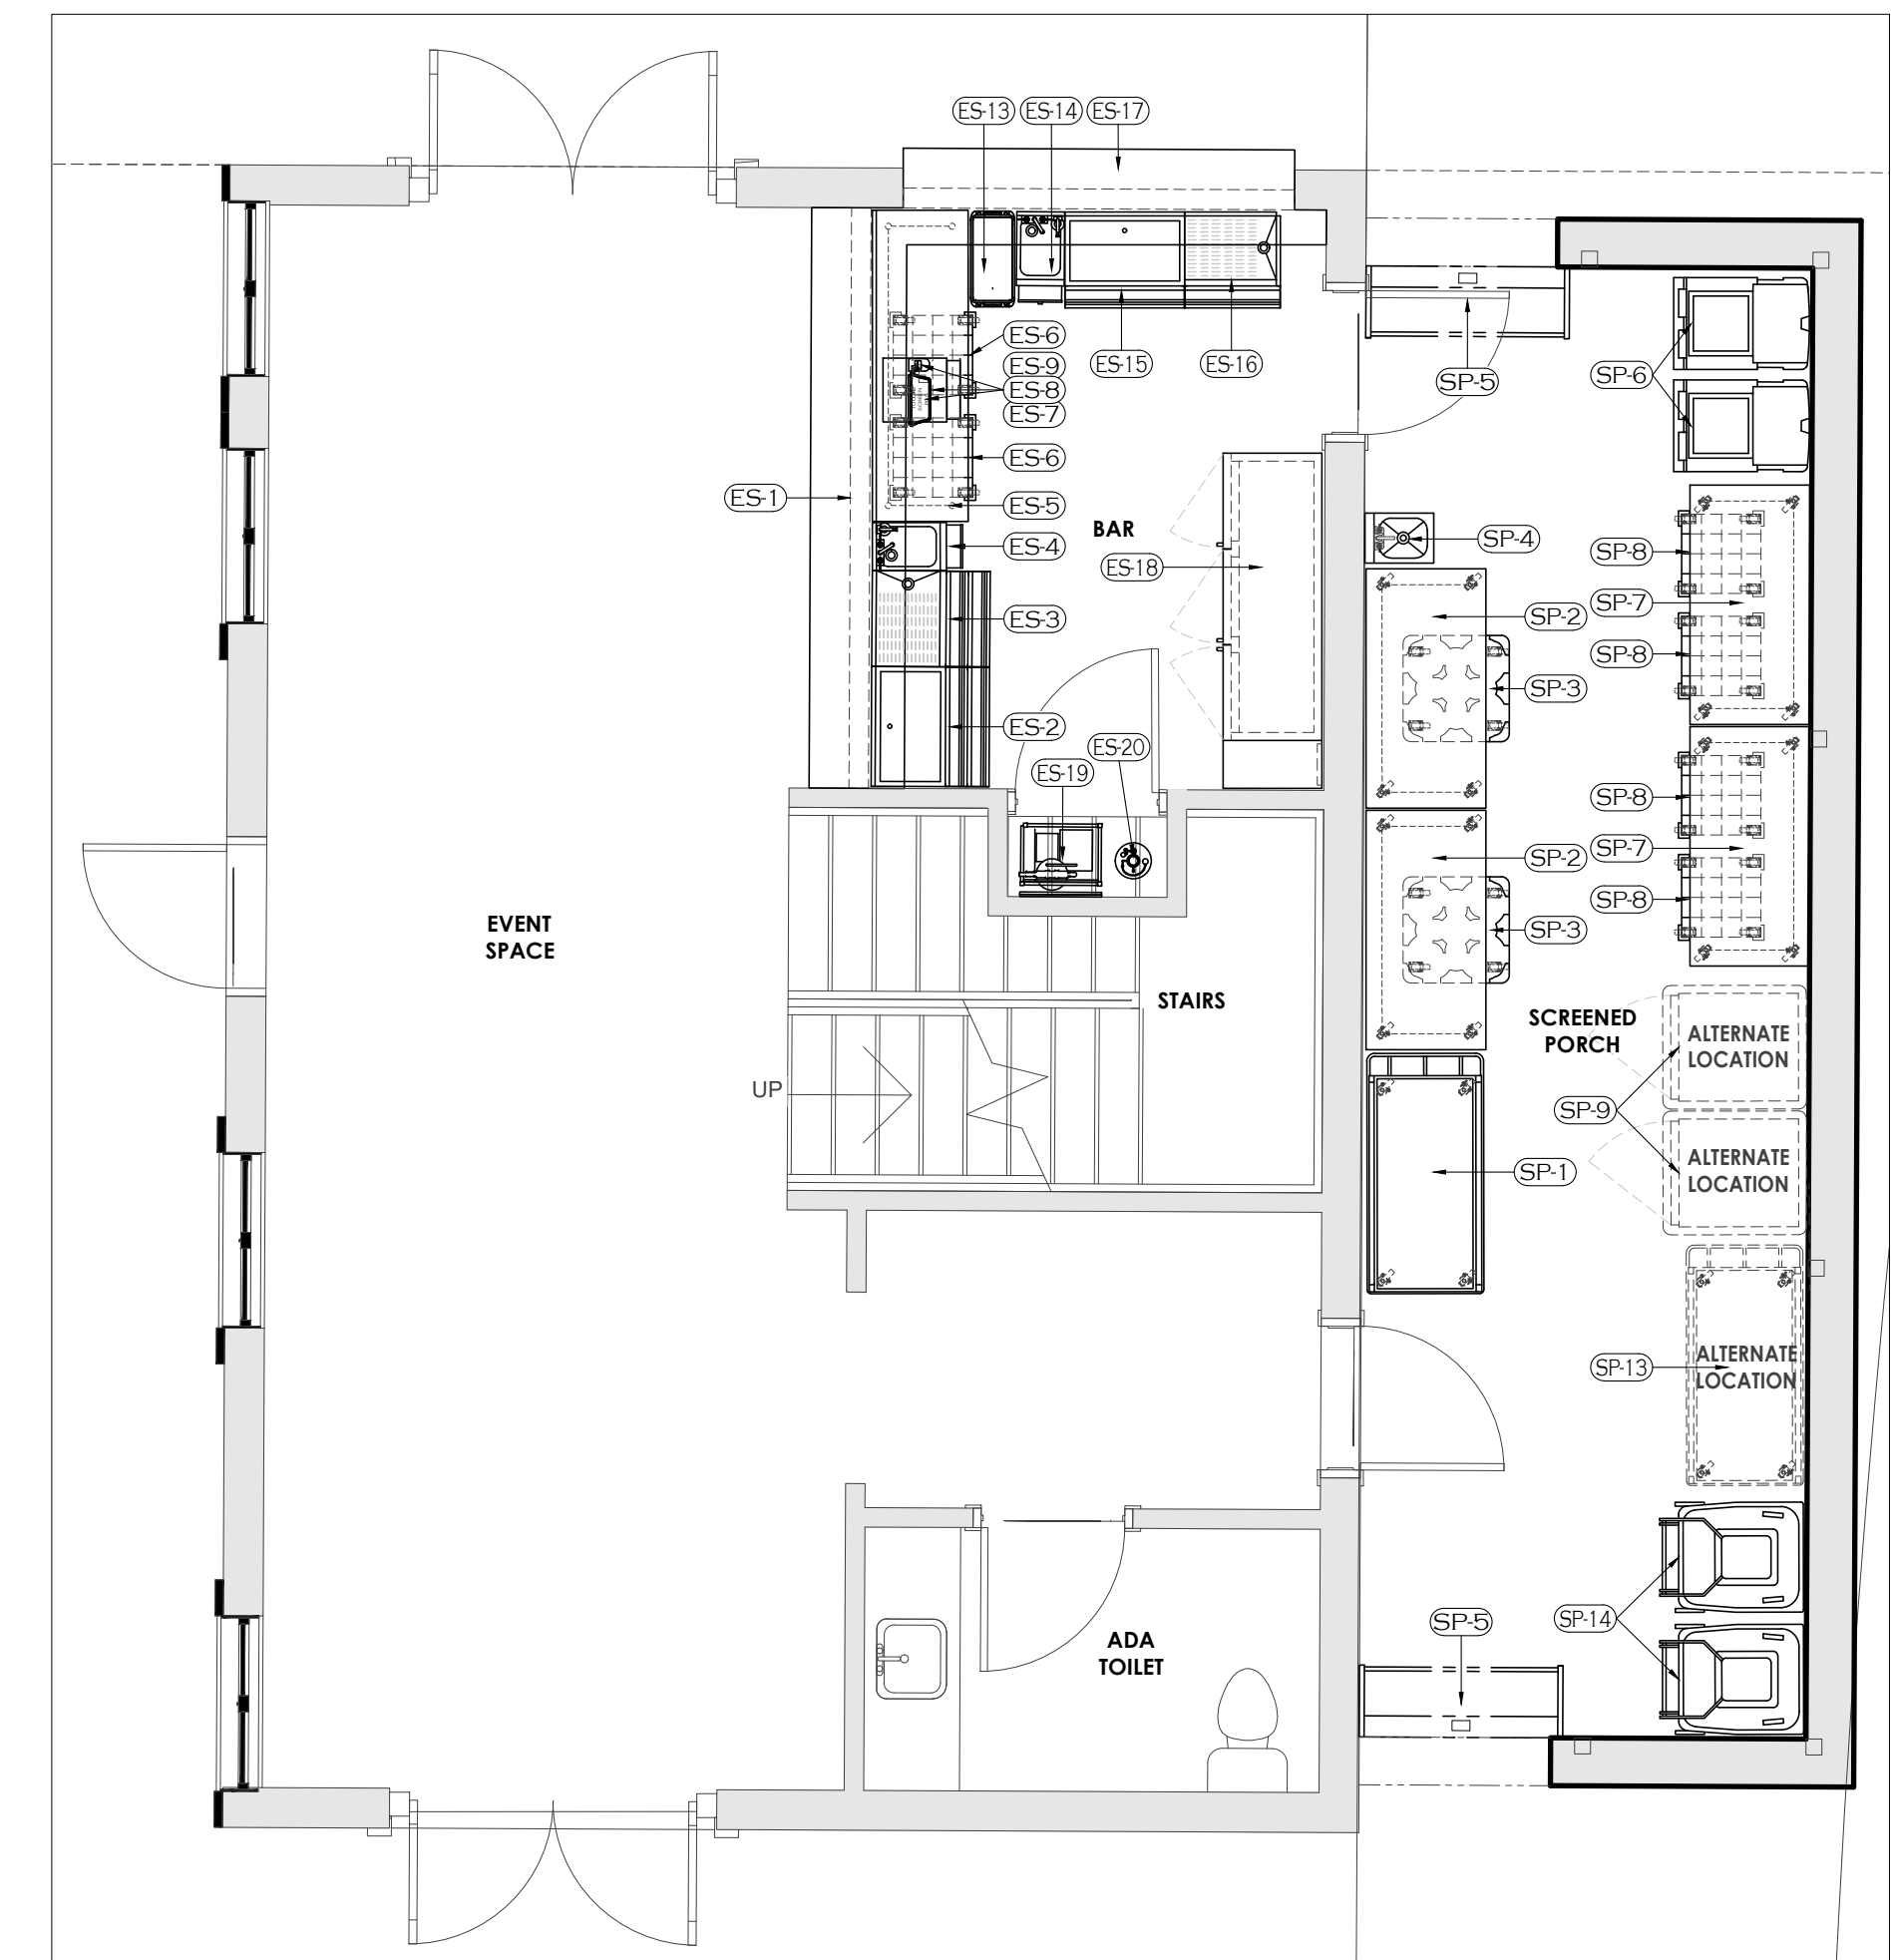 ES-13 ES-14 ES-17
ES-6
ES-9
ES-8
ES-7
ES-15
ES-16
SP-5
SP-6
ES-6
ES-1
ES-5
BAR
ES-4
SP-4
SP-8
ES-18
ES-3
SP-2
SP-7
SP-8
SP-3
ES-2
ES-20
ES-19
SP-8
SP-2
SP-7
SP-8
EVENT
SPACE
SP-3
STAIRS
SCREENED
PORCH
ALTERNATE
LOCATION
UP
SP-9
SP-1
ALTERNATE
LOCATION
SP-13
ALTERNATE
LOCATION
SP-5
SP-14
ADA
TOILET